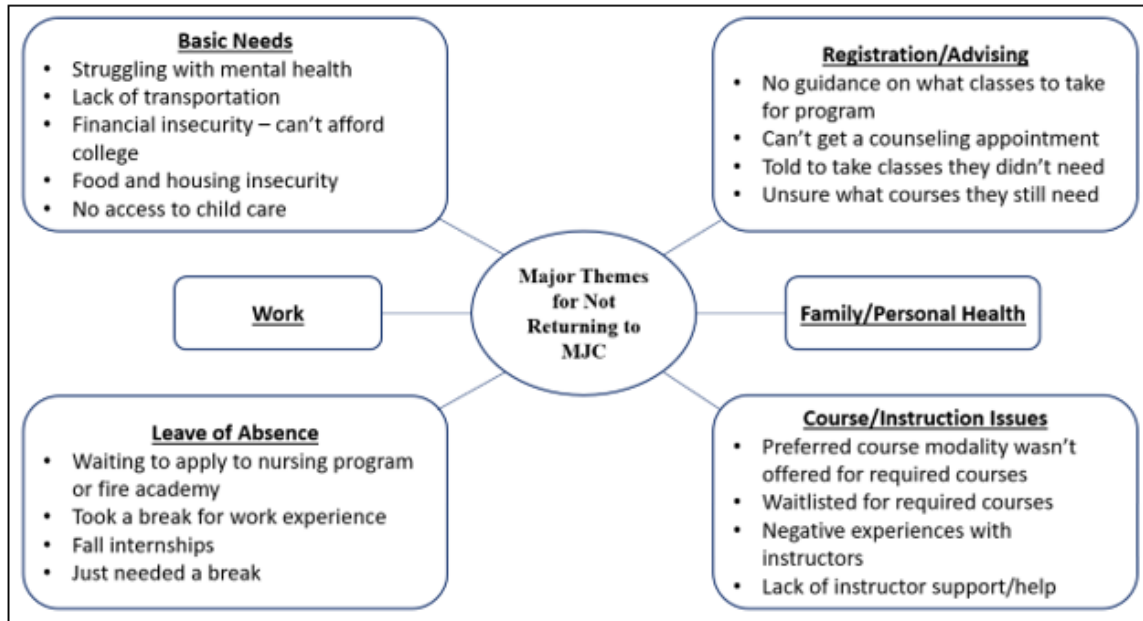 Basic Needs
• Struggling with mental health
• Lack of transportation
• Financial insecurity – can't afford
college
• Food and housing insecurity
• No access to child care
Registration/Advising
• No guidance on what classes to take
for program
• Can't get a counseling appointment
• Told to take classes they didn't need
• Unsure what courses they still need
Work
Major Themes
for Not
Returning to
MJC
Family/Personal Health
Leave of Absence
• Waiting to apply to nursing program
or fire academy
• Took a break for work experience
• Fall internships
• Just needed a break
Course/Instruction Issues
• Preferred course modality wasn't
offered for required courses
• Waitlisted for required courses
• Negative experiences with
instructors
• Lack of instructor support/help